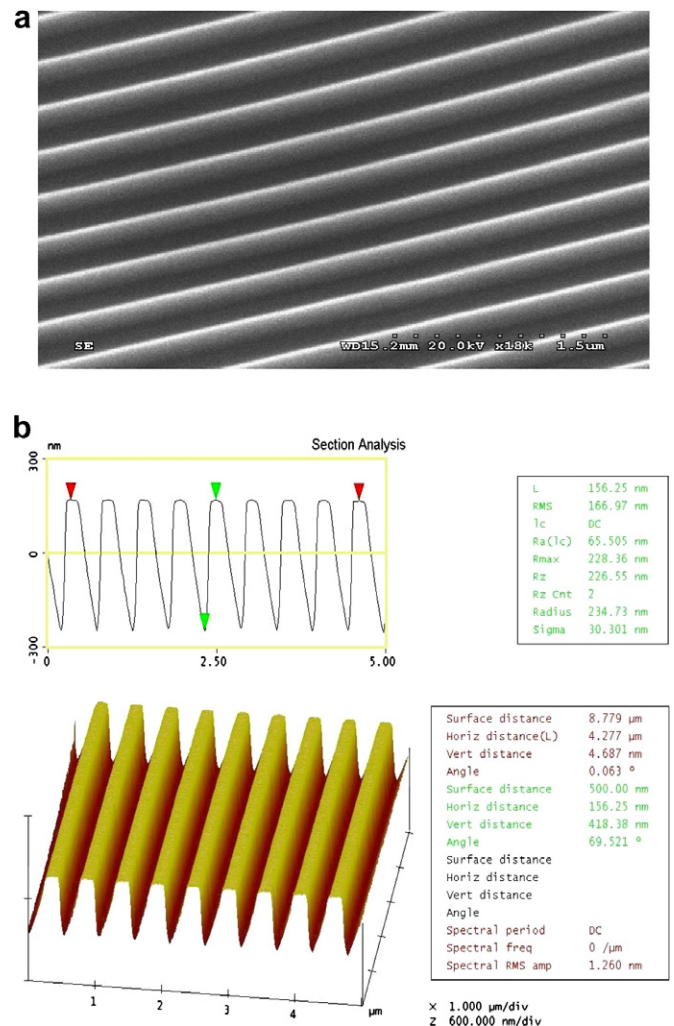 a
SE
WD15.2mm 20.0kV x18k 1.5um
b
nm
Section Analysis
300
0
-300
0
2.50
5.00
L 156.25 nm
RMS 166.97 nm
lc DC
Ra(lc) 65.505 nm
Rmax 228.36 nm
Rz 226.55 nm
Rz Cnt 2
Radius 234.73 nm
Sigma 30.301 nm
1
2
3
4
μm
Surface distance 8.779 μm
Horiz distance(L) 4.277 μm
Vert distance 4.687 nm
Angle 0.063 °
Surface distance 500.00 nm
Horiz distance 156.25 nm
Vert distance 418.38 nm
Angle 69.521 °
Surface distance
Horiz distance
Vert distance
Angle
Spectral period DC
Spectral freq 0 /μm
Spectral RMS amp 1.260 nm
X 1.000 μm/div
Z 600.000 nm/div